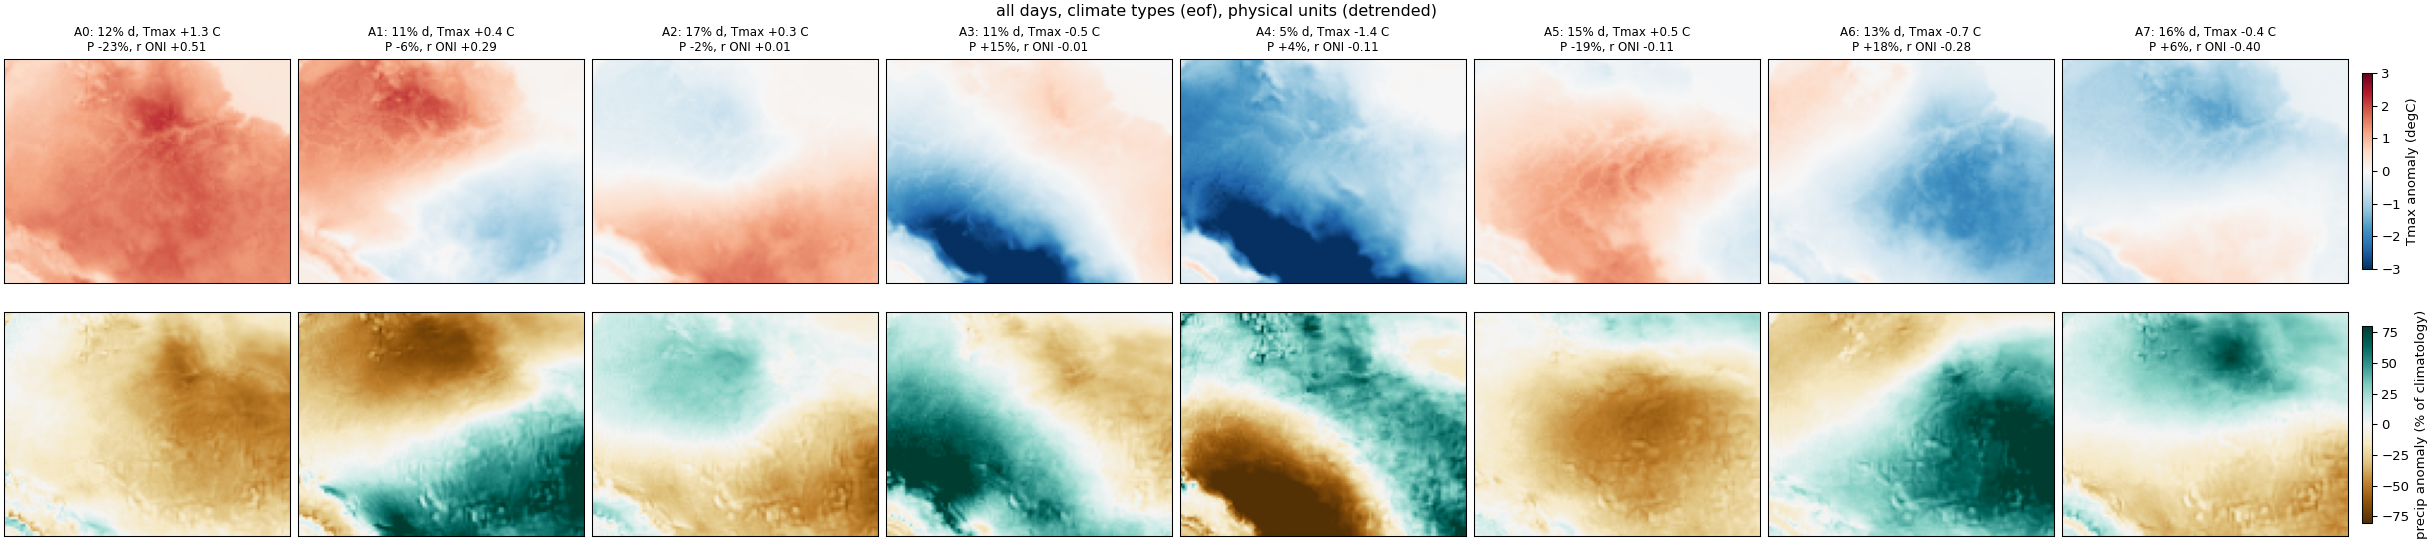 all days, climate types (eof), physical units (detrended)
A0: 12% d, Tmax +1.3 C
P -23%, r ONI +0.51
A1: 11% d, Tmax +0.4 C
P -6%, r ONI +0.29
A2: 17% d, Tmax +0.3 C
P -2%, r ONI +0.01
A3: 11% d, Tmax -0.5 C
P +15%, r ONI -0.01
A4: 5% d, Tmax -1.4 C
P +4%, r ONI -0.11
A5: 15% d, Tmax +0.5 C
P -19%, r ONI -0.11
A6: 13% d, Tmax -0.7 C
P +18%, r ONI -0.28
A7: 16% d, Tmax -0.4 C
P +6%, r ONI -0.40
3
2
1
0
−1
−2
−3
Tmax anomaly (degC)
75
50
25
0
−25
−50
−75
precip anomaly (% of climatology)